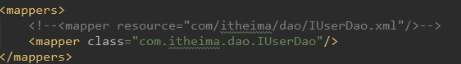 <mappers>
<!--<mapper resource="com/itheima/dao/IUserDao.xml"/>-->
<mapper class="com.itheima.dao.IUserDao"/>
</mappers>